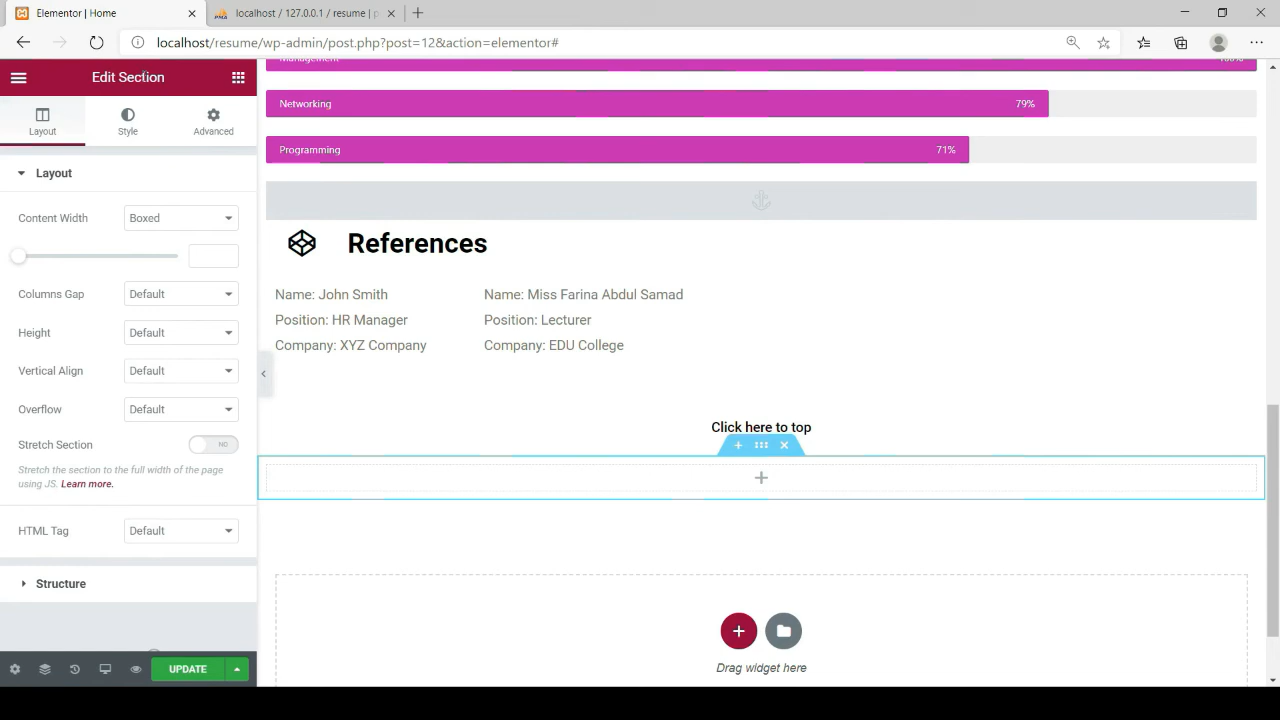 Elementor | Home
localhost / 127.0.0.1 / resume | p
localhost/resume/wp-admin/post.php?post=12&action=elementor#
Edit Section
Layout
Style
Advanced
Layout
Content Width
Boxed
Columns Gap
Default
Height
Default
Vertical Align
Default
Overflow
Default
Stretch Section
NO
Stretch the section to the full width of the page
using JS. Learn more.
HTML Tag
Default
Structure
UPDATE
Management
100%
Networking
79%
Programming
71%
References
Name: John Smith
Position: HR Manager
Company: XYZ Company
Name: Miss Farina Abdul Samad
Position: Lecturer
Company: EDU College
Click here to top
Drag widget here